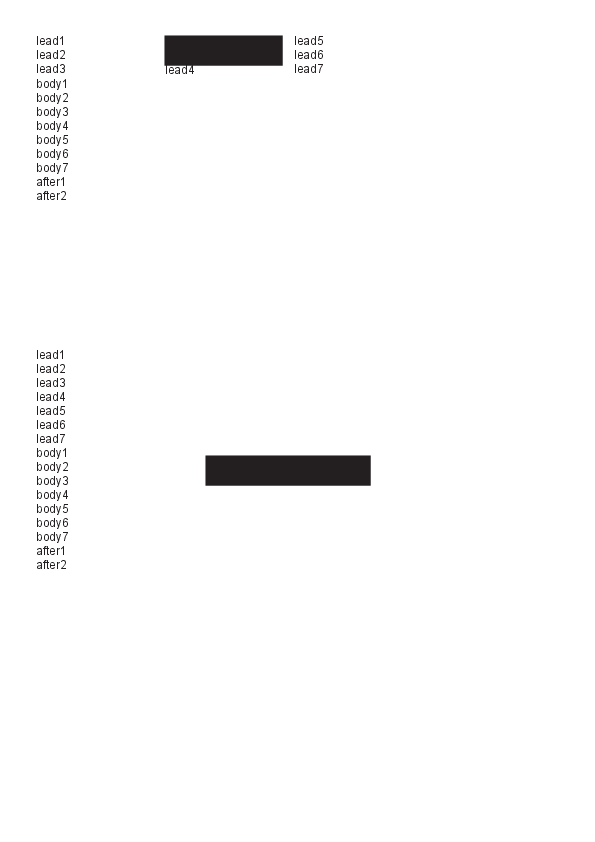 lead1
lead2
lead3
lead4
lead5
lead6
lead7
body1
body2
body3
body4
body5
body6
body7
after1
after2
lead1
lead2
lead3
lead4
lead5
lead6
lead7
body1
body2
body3
body4
body5
body6
body7
after1
after2